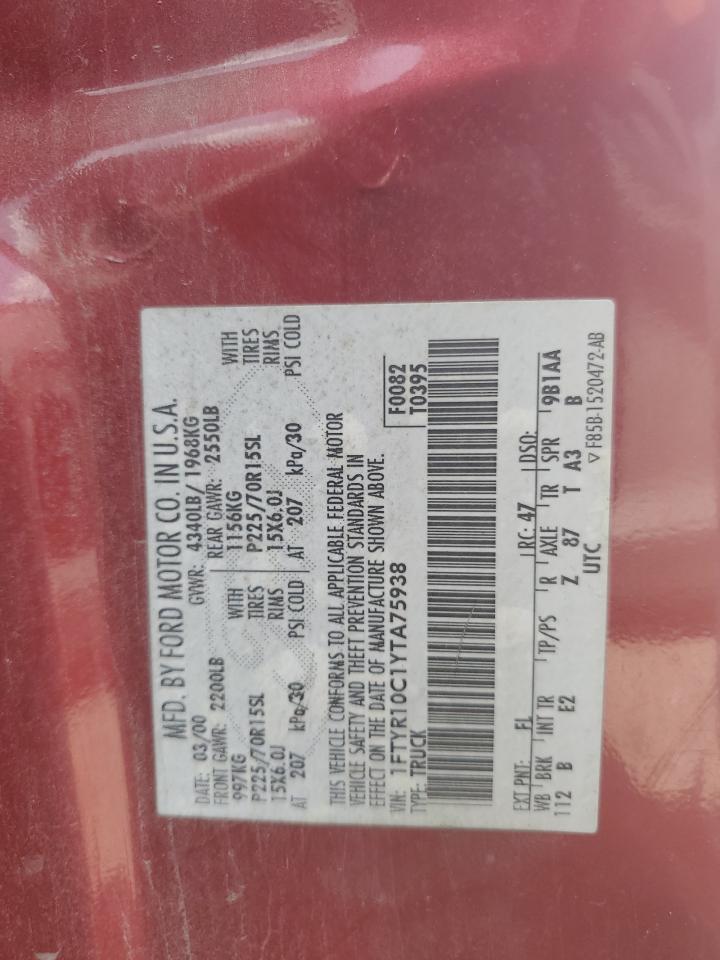 MFD. BY FORD MOTOR CO. IN U.S.A.
DATE: 03/00 GVWR: 4340LB / 1968KG
FRONT GAWR: 2200LB REAR GAWR: 2550LB
997KG WITH 1156KG WITH
P225/70R15SL TIRES P225/70R15SL TIRES
15X6.0J RIMS 15X6.0J RIMS
AT 207 kPa/30 PSI COLD AT 207 kPa/30 PSI COLD
THIS VEHICLE CONFORMS TO ALL APPLICABLE FEDERAL MOTOR
VEHICLE SAFETY AND THEFT PREVENTION STANDARDS IN
EFFECT ON THE DATE OF MANUFACTURE SHOWN ABOVE.
VIN: 1FTYR10C1YTA75938 F0082
TYPE: TRUCK T0395
EXT PNT: FL RC: 47 DSO:
WB BRK INT TR TP/PS R AXLE TR SPR 9B1AA
112 B E2 Z 87 T A3 B
UTC ▽ F85B-1520472-AB